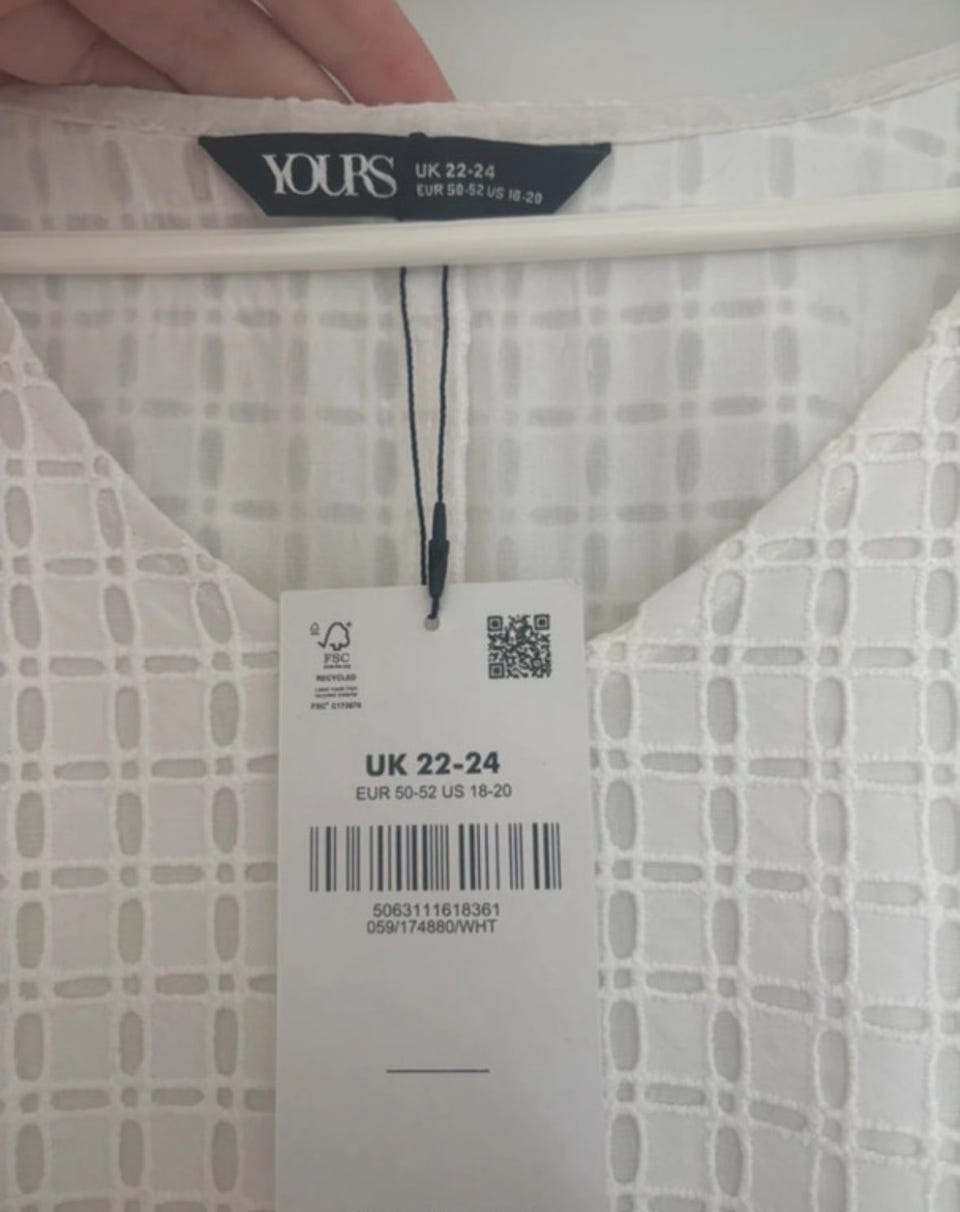 YOURS
UK 22-24
EUR 50-52 US 18-20
FSC
RECYCLED
UK 22-24
EUR 50-52 US 18-20
5063111618361
059/174880/WHT